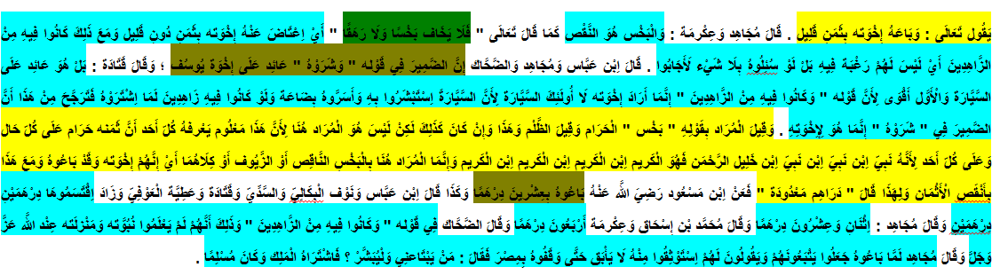 يَقُول تَعَالَى : وَبَاعَهُ إِخْوَته بِثَمَنٍ قَلِيل . قَالَ مُجَاهِد وَعِكْرِمَة : وَالْبَخْس هُوَ النَّقْص كَمَا قَالَ تَعَالَى " فَلَا يَخَاف بَخْسًا وَلَا رَهَقًا " أَيْ اِعْتَاضَ عَنْهُ إِخْوَته بِثَمَنٍ دُون قَلِيل وَمَعَ ذَلِكَ كَانُوا فِيهِ مِنْ
الزَّاهِدِينَ أَيْ لَيْسَ لَهُمْ رَغْبَة فِيهِ بَلْ لَوْ سُئِلُوهُ بِلَا شَيْء لَأَجَابُوا . قَالَ اِبْن عَبَّاس وَمُجَاهِد وَالضَّحَّاك إِنَّ الضَّمِير فِي قَوْله " وَشَرَوْهُ " عَائِد عَلَى إِخْوَة يُوسُف ؛ وَقَالَ قَتَادَة : بَلْ هُوَ عَائِد عَلَى
السَّيَّارَة وَالْأَوَّل أَقْوَى لِأَنَّ قَوْله " وَكَانُوا فِيهِ مِنْ الزَّاهِدِينَ " إِنَّمَا أَرَادَ إِخْوَته لَا أُولَئِكَ السَّيَّارَة لِأَنَّ السَّيَّارَة اِسْتَبْشَرُوا بِهِ وَأَسَرُّوهُ بِضَاعَة وَلَوْ كَانُوا فِيهِ زَاهِدِينَ لَمَا اِشْتَرَوْهُ فَتَرَجَّحَ مِنْ هَذَا أَنَّ
الضَّمِير فِي " شَرَوْهُ " إِنَّمَا هُوَ لِإِخْوَتِهِ . وَقِيلَ الْمُرَاد بِقَوْلِهِ " بَخْس " الْحَرَام وَقِيلَ الظُّلْم وَهَذَا وَإِنْ كَانَ كَذَلِكَ لَكِنْ لَيْسَ هُوَ الْمُرَاد هُنَا لِأَنَّ هَذَا مَعْلُوم يَعْرِفهُ كُلّ أَحَد أَنَّ ثَمَنه حَرَام عَلَى كُلّ حَال
وَعَلَى كُلّ أَحَد لِأَنَّهُ نَبِيّ اِبْن نَبِيّ اِبْن نَبِيّ اِبْن خَلِيل الرَّحْمَن فَهُوَ الْكَرِيم اِبْن الْكَرِيم اِبْن الْكَرِيم اِبْن الْكَرِيم وَإِنَّمَا الْمُرَاد هُنَا بِالْبَخْسِ النَّاقِص أَوْ الزُّيُوف أَوْ كِلَاهُمَا أَيْ إِنَّهُمْ إِخْوَته وَقَدْ بَاعُوهُ وَمَعَ هَذَا
بِأَنْقَص الْأَثْمَان وَلِهَذَا قَالَ " دَرَاهِم مَعْدُودَة " فَعَنْ اِبْن مَسْعُود رَضِيَ اللَّه عَنْهُ بَاعُوهُ بِعِشْرِينَ دِرْهَمًا وَكَذَا قَالَ اِبْن عَبَّاس وَنَوْف الْبِكَالِيّ وَالسُّدِّيّ وَقَتَادَة وَعَطِيَّة الْعَوْفِيّ وَزَادَ اِقْتَسَمُوهَا دِرْهَمَيْنِ
دِرْهَمَيْنِ وَقَالَ مُجَاهِد : اِثْنَانِ وَعِشْرُونَ دِرْهَمًا وَقَالَ مُحَمَّد بْن إِسْحَاق وَعِكْرِمَة أَرْبَعُونَ دِرْهَمًا وَقَالَ الضَّحَّاك فِي قَوْله " وَكَانُوا فِيهِ مِنْ الزَّاهِدِينَ " وَذَلِكَ أَنَّهُمْ لَمْ يَعْلَمُوا نُبُوَّته وَمَنْزِلَته عِنْد اللَّه عَزَّ
وَجَلَّ وَقَالَ مُجَاهِد لَمَّا بَاعُوهُ جَعَلُوا يَتْبَعُونَهُمْ وَيَقُولُونَ لَهُمْ اِسْتَوْثِقُوا مِنْهُ لَا يَأْبَق حَتَّى وَقَفُوهُ بِمِصْرَ فَقَالَ : مَنْ يَبْتَاعنِي وَلْيُبَشَّرْ ؟ فَاشْتَرَاهُ الْمَلِك وَكَانَ مُسْلِمًا .